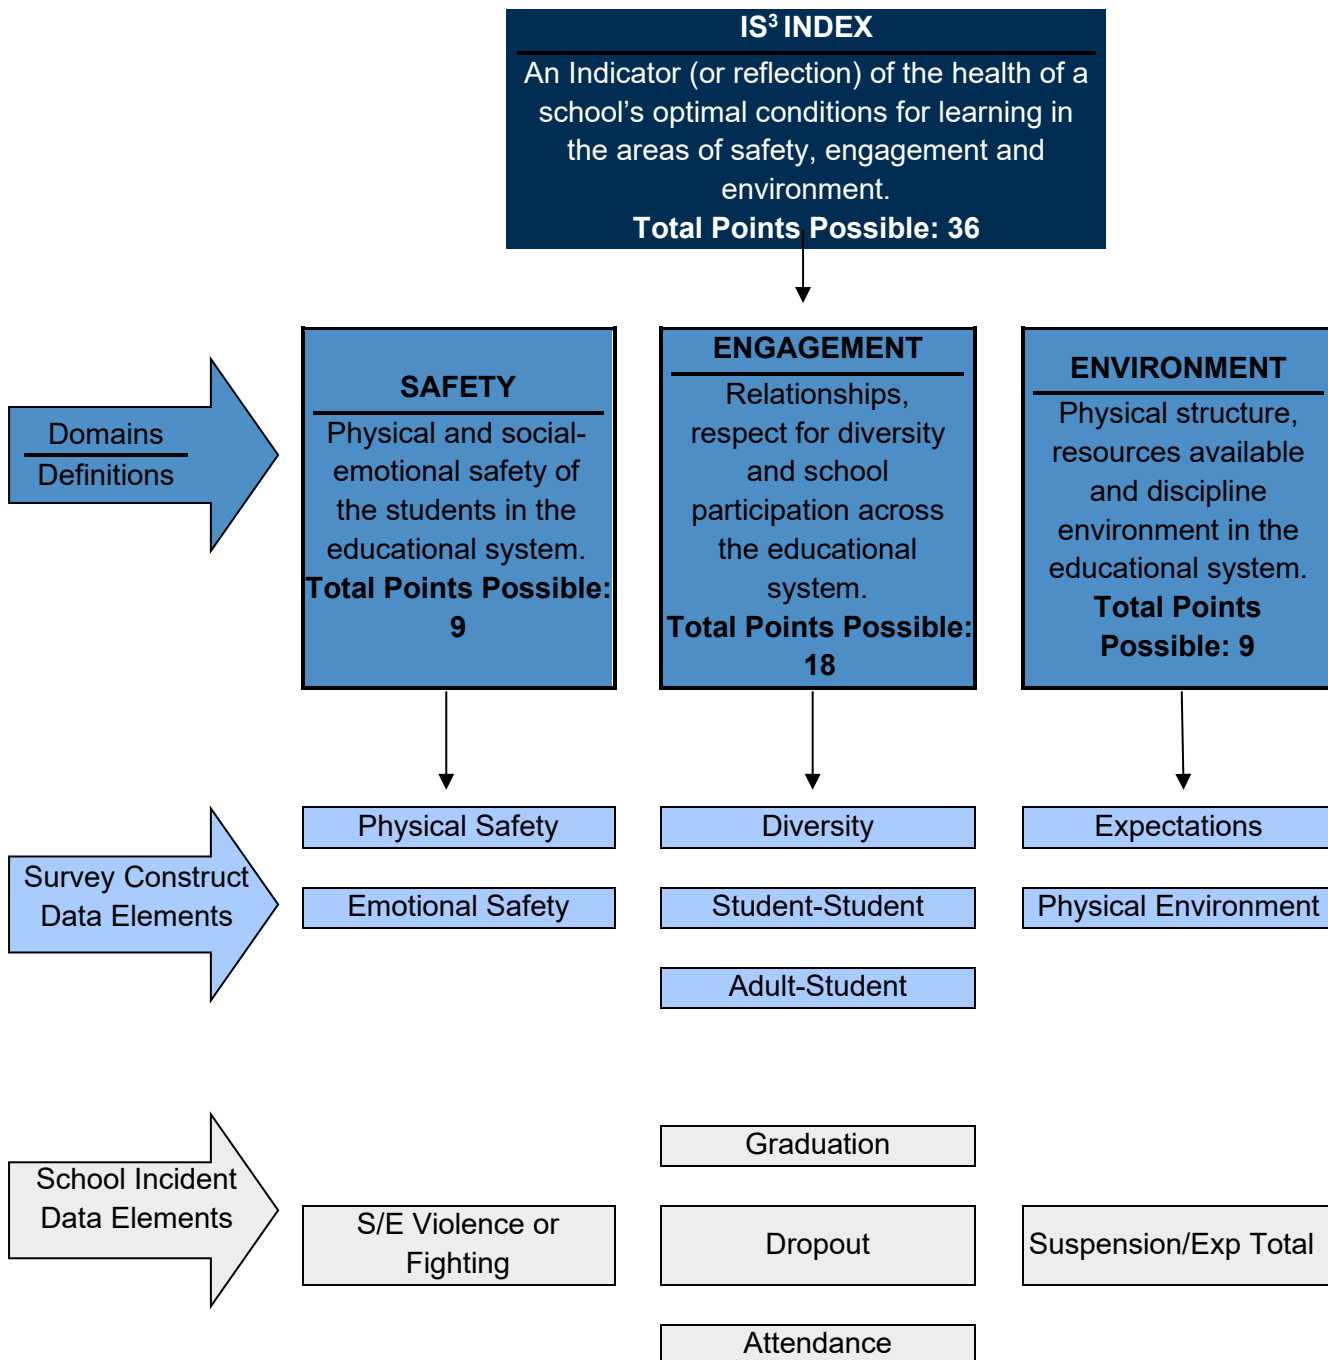 IS³ INDEX
An Indicator (or reflection) of the health of a
school’s optimal conditions for learning in
the areas of safety, engagement and
environment.
Total Points Possible: 36
Domains
Definitions
SAFETY
Physical and social-
emotional safety of
the students in the
educational system.
Total Points Possible:
9
ENGAGEMENT
Relationships,
respect for diversity
and school
participation across
the educational
system.
Total Points Possible:
18
ENVIRONMENT
Physical structure,
resources available
and discipline
environment in the
educational system.
Total Points
Possible: 9
Survey Construct
Data Elements
Physical Safety
Diversity
Expectations
Emotional Safety
Student-Student
Physical Environment
Adult-Student
School Incident
Data Elements
Graduation
S/E Violence or
Fighting
Dropout
Suspension/Exp Total
Attendance